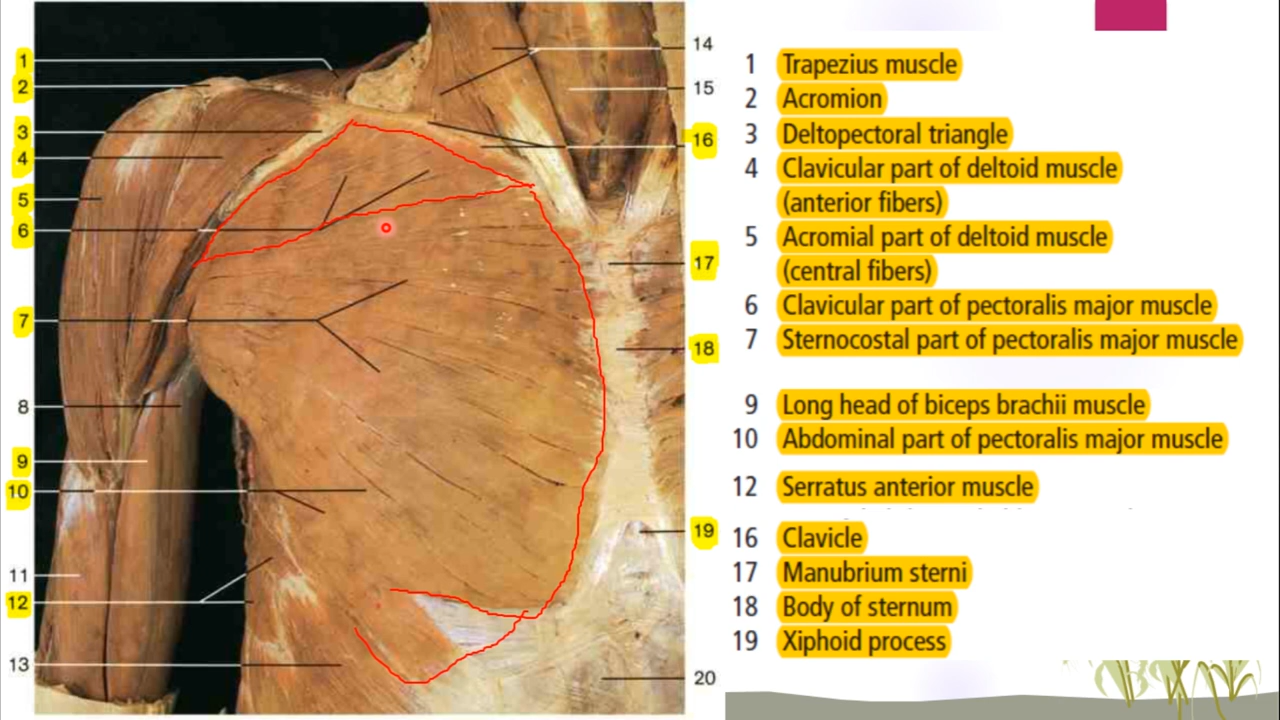 1
2
3
4
5
6
7
8
9
10
11
12
13
14
15
16
17
18
19
20
1 Trapezius muscle
2 Acromion
3 Deltopectoral triangle
4 Clavicular part of deltoid muscle
(anterior fibers)
5 Acromial part of deltoid muscle
(central fibers)
6 Clavicular part of pectoralis major muscle
7 Sternocostal part of pectoralis major muscle
9 Long head of biceps brachii muscle
10 Abdominal part of pectoralis major muscle
12 Serratus anterior muscle
16 Clavicle
17 Manubrium sterni
18 Body of sternum
19 Xiphoid process